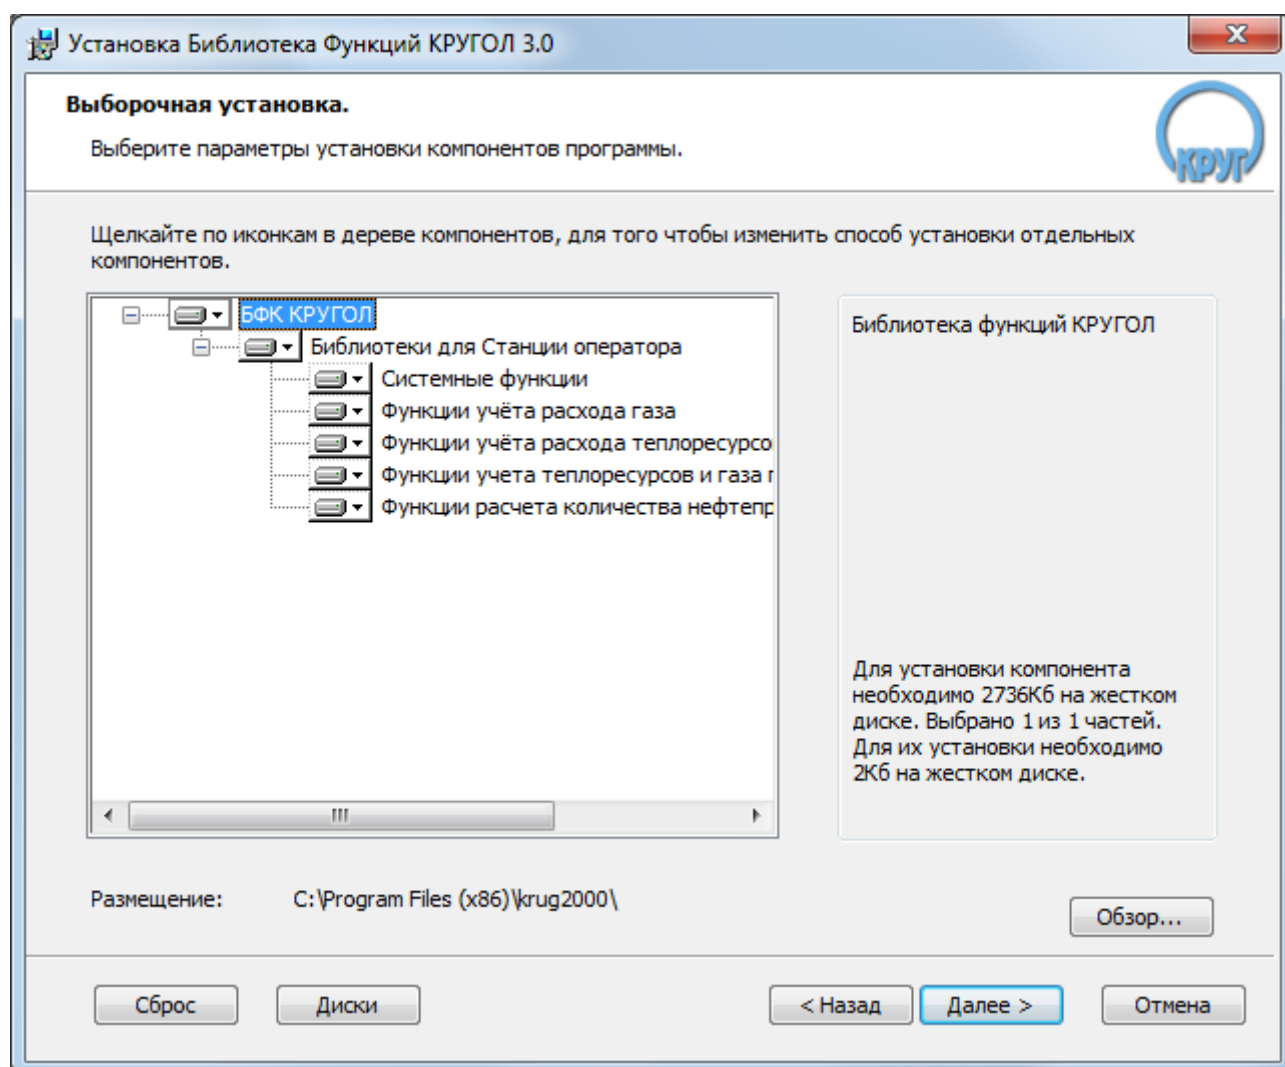 Установка Библиотека Функций КРУГОЛ 3.0
Выборочная установка.
Выберите параметры установки компонентов программы.
КРУГ
Щелкайте по иконкам в дереве компонентов, для того чтобы изменить способ установки отдельных
компонентов.
БФК КРУГОЛ
Библиотеки для Станции оператора
Системные функции
Функции учёта расхода газа
Функции учёта расхода теплоресурсо
Функции учета теплоресурсов и газа г
Функции расчета количества нефтепр
Библиотека функций КРУГОЛ
Для установки компонента
необходимо 2736Кб на жестком
диске. Выбрано 1 из 1 частей.
Для их установки необходимо
2Кб на жестком диске.
Размещение: C:\Program Files (x86)\krug2000\
Обзор...
Сброс Диски < Назад Далее > Отмена